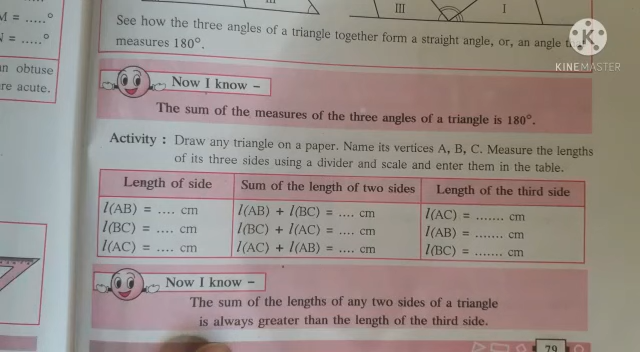 M = .....°
N = .....°
an obtuse
re acute.
III
III
I
See how the three angles of a triangle together form a straight angle, or, an angle
measures 180°.
K
KINEMASTER
Now I know –
The sum of the measures of the three angles of a triangle is 180°.
Activity : Draw any triangle on a paper. Name its vertices A, B, C. Measure the lengths
of its three sides using a divider and scale and enter them in the table.
Length of side Sum of the length of two sides Length of the third side
l(AB) = .... cm l(AB) + l(BC) = .... cm l(AC) = ....... cm
l(BC) = .... cm l(BC) + l(AC) = .... cm l(AB) = ....... cm
l(AC) = .... cm l(AC) + l(AB) = .... cm l(BC) = ....... cm
Now I know –
The sum of the lengths of any two sides of a triangle
is always greater than the length of the third side.
79